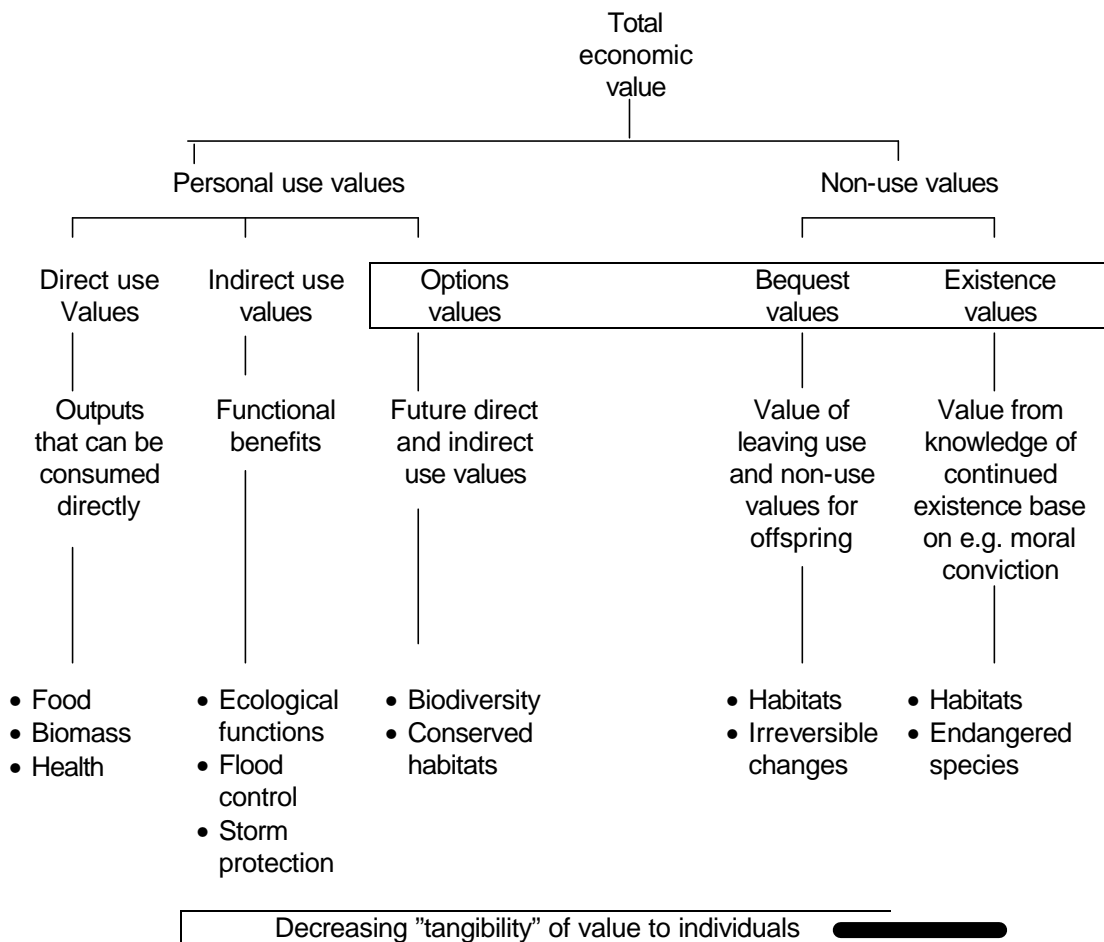 Total
economic
value
Personal use values
Non-use values
Direct use
Values
Indirect use
values
Options
values
Bequest
values
Existence
values
Outputs
that can be
consumed
directly
Functional
benefits
Future direct
and indirect
use values
Value of
leaving use
and non-use
values for
offspring
Value from
knowledge of
continued
existence base
on e.g. moral
conviction
• Food
• Biomass
• Health
• Ecological
functions
• Flood
control
• Storm
protection
• Biodiversity
• Conserved
habitats
• Habitats
• Irreversible
changes
• Habitats
• Endangered
species
Decreasing ”tangibility” of value to individuals